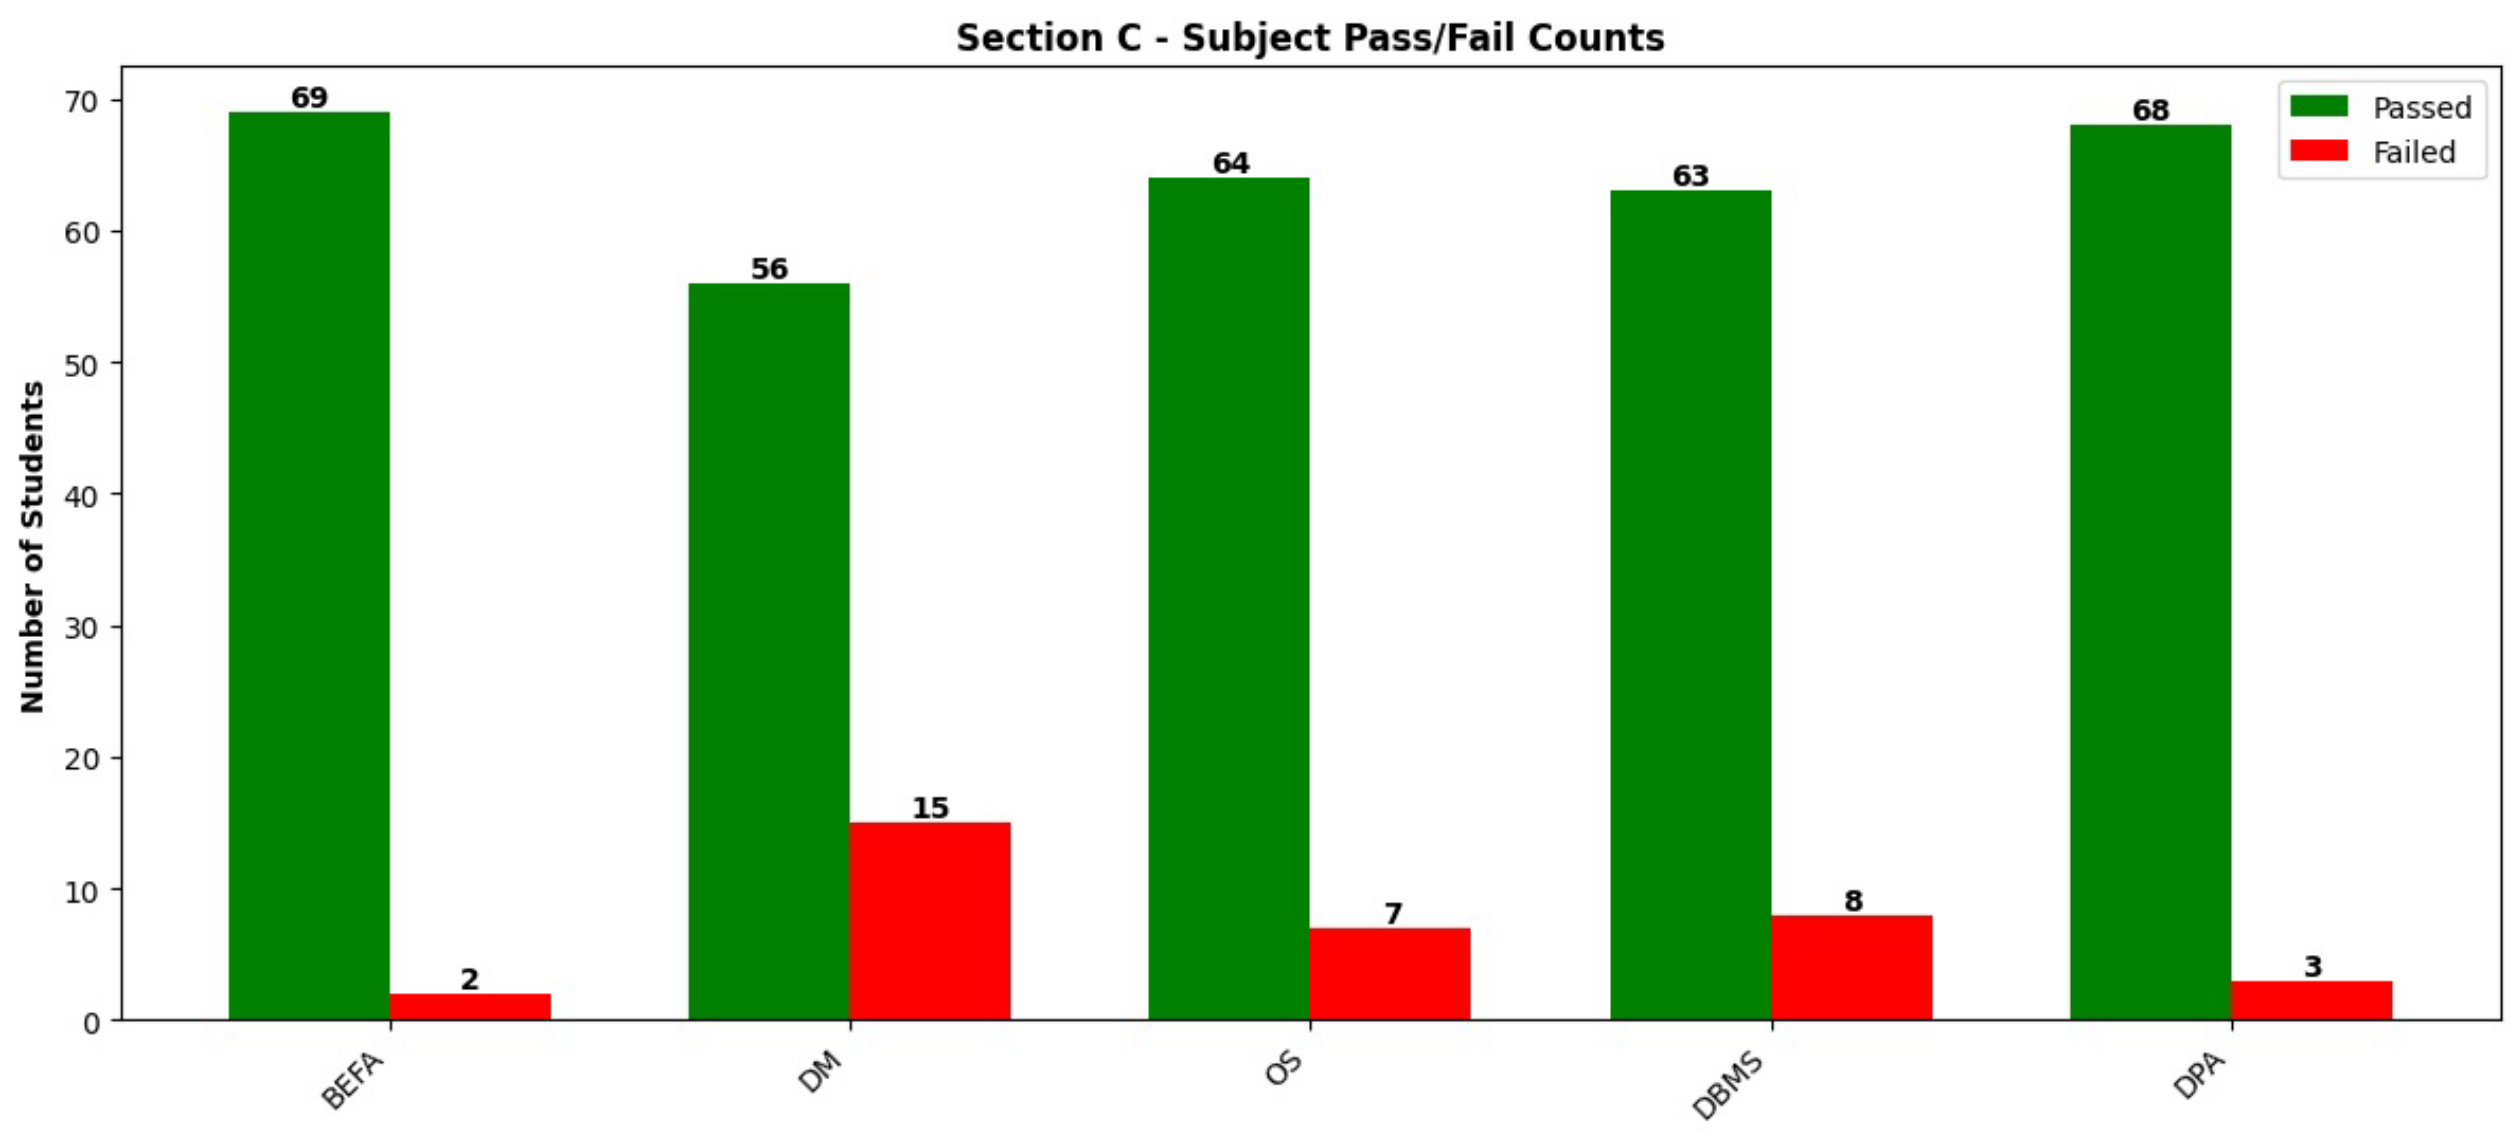 Section C - Subject Pass/Fail Counts
Number of Students
70
60
50
40
30
20
10
0
69
2
56
15
64
7
63
8
68
3
Passed
Failed
BEFA
DM
OS
DBMS
DPA